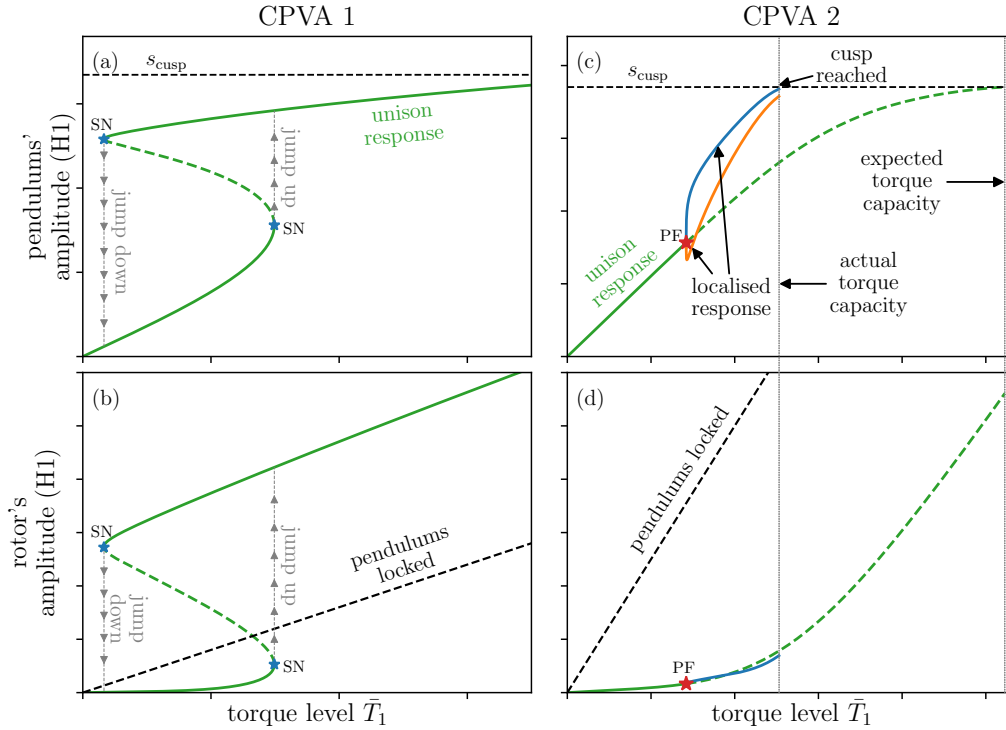 CPVA 1
CPVA 2
(a)
s_cusp
SN
unison
response
jump down
jump up
SN
pendulums'
amplitude (H1)
(c)
s_cusp
cusp
reached
expected
torque
capacity
PF
unison
response
localised
response
actual
torque
capacity
(b)
SN
jump
down
jump up
pendulums
locked
SN
rotor's
amplitude (H1)
torque level T̄₁
(d)
pendulums locked
PF
torque level T̄₁